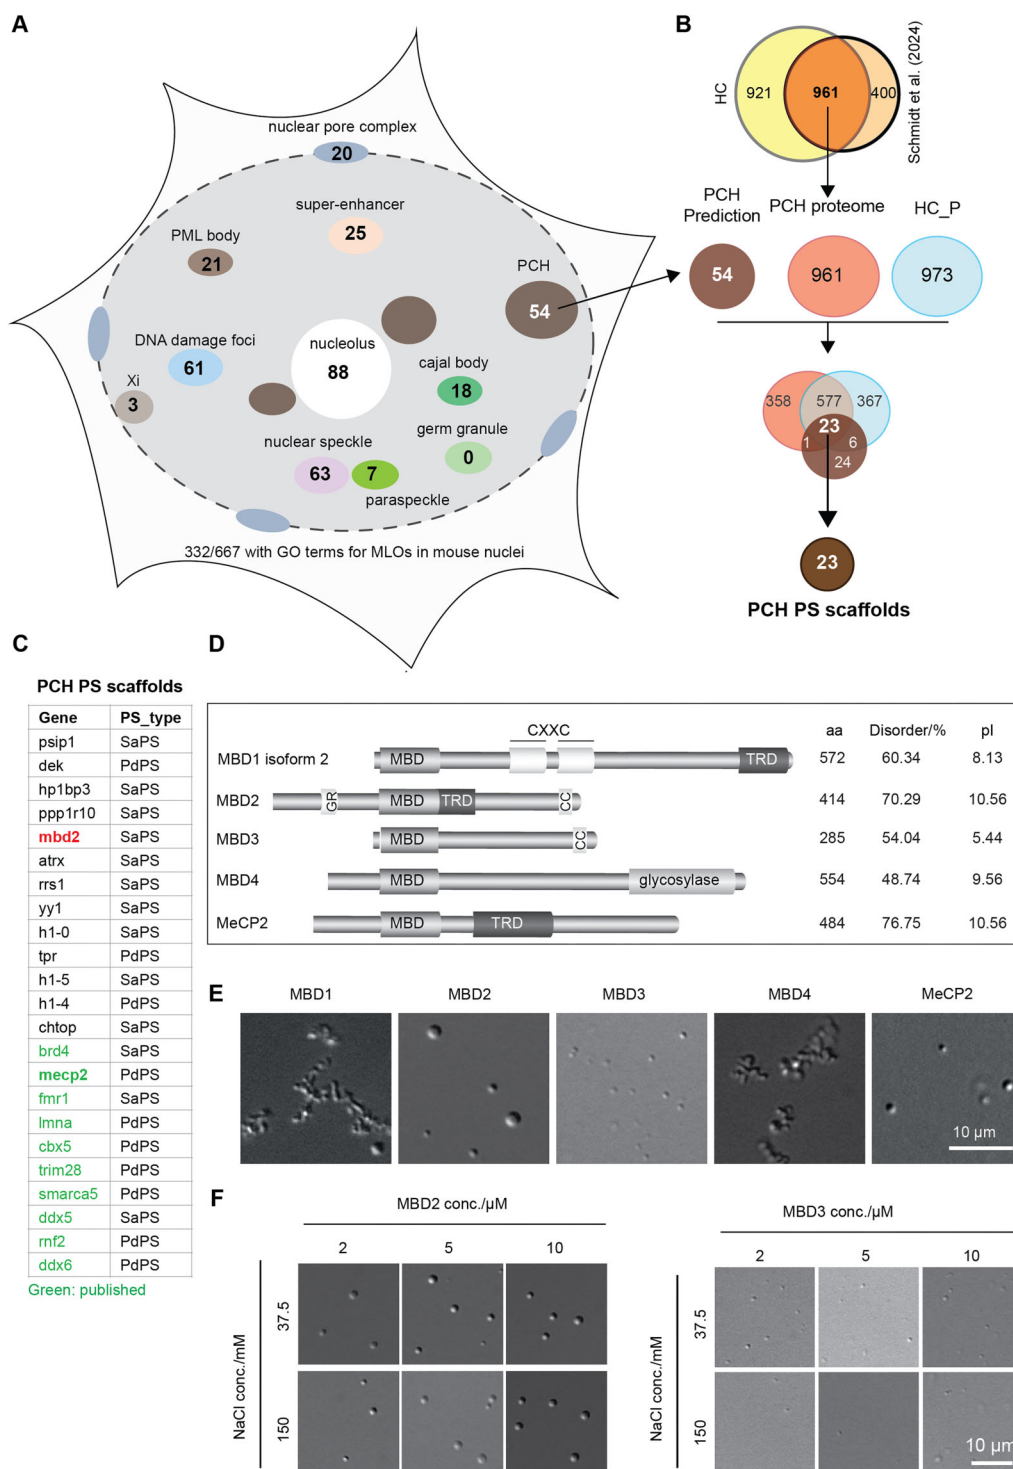 A
nuclear pore complex
20
super-enhancer
25
PML body
21
PCH
54
DNA damage foci
61
nucleolus
88
cajal body
18
Xi
3
germ granule
0
nuclear speckle
63
7
paraspeckle
332/667 with GO terms for MLOs in mouse nuclei
B
HC
921
961
400
Schmidt et al. (2024)
PCH
Prediction
PCH proteome
HC_P
54
961
973
358
577
367
23
1
6
24
23
PCH PS scaffolds
C
PCH PS scaffolds
Gene PS_type
psip1 SaPS
dek PdPS
hp1bp3 SaPS
ppp1r10 SaPS
mbd2 SaPS
atrx SaPS
rrs1 SaPS
yy1 SaPS
h1-0 SaPS
tpr PdPS
h1-5 SaPS
h1-4 PdPS
chtop SaPS
brd4 SaPS
mecp2 PdPS
fmr1 SaPS
lmna PdPS
cbx5 PdPS
trim28 PdPS
smarca5 PdPS
ddx5 SaPS
rnf2 PdPS
ddx6 PdPS
Green: published
D
aa Disorder/% pI
CXXC
MBD1 isoform 2 MBD TRD 572 60.34 8.13
MBD2 GR MBD TRD CC 414 70.29 10.56
MBD3 MBD CC 285 54.04 5.44
MBD4 MBD glycosylase 554 48.74 9.56
MeCP2 MBD TRD 484 76.75 10.56
E
MBD1 MBD2 MBD3 MBD4 MeCP2
10 µm
F
MBD2 conc./µM
2 5 10
NaCl conc./mM
37.5
150
MBD3 conc./µM
2 5 10
NaCl conc./mM
37.5
150
10 µm